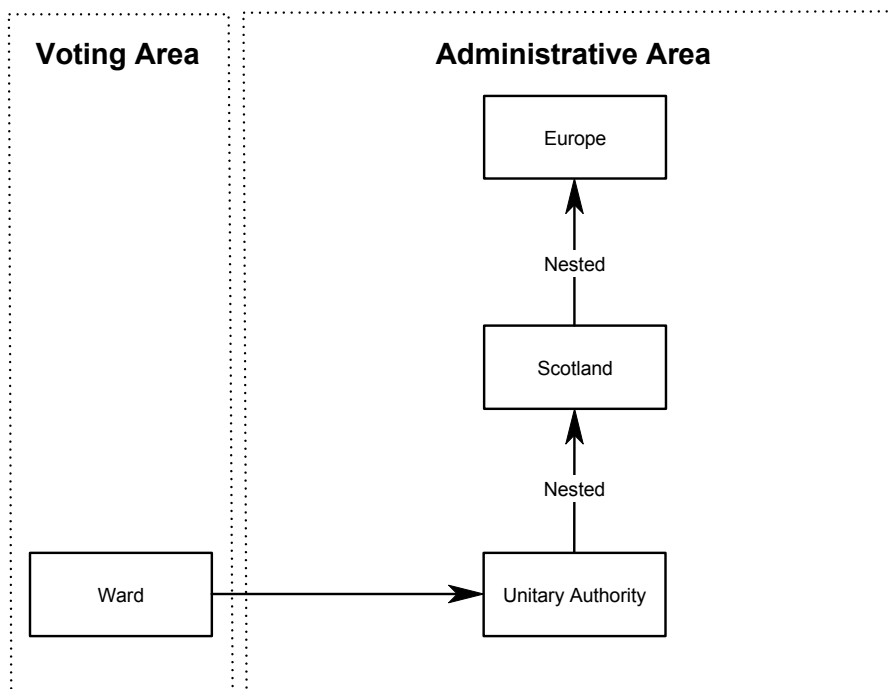 Voting Area
Administrative Area
Europe
Nested
Scotland
Nested
Ward
Unitary Authority